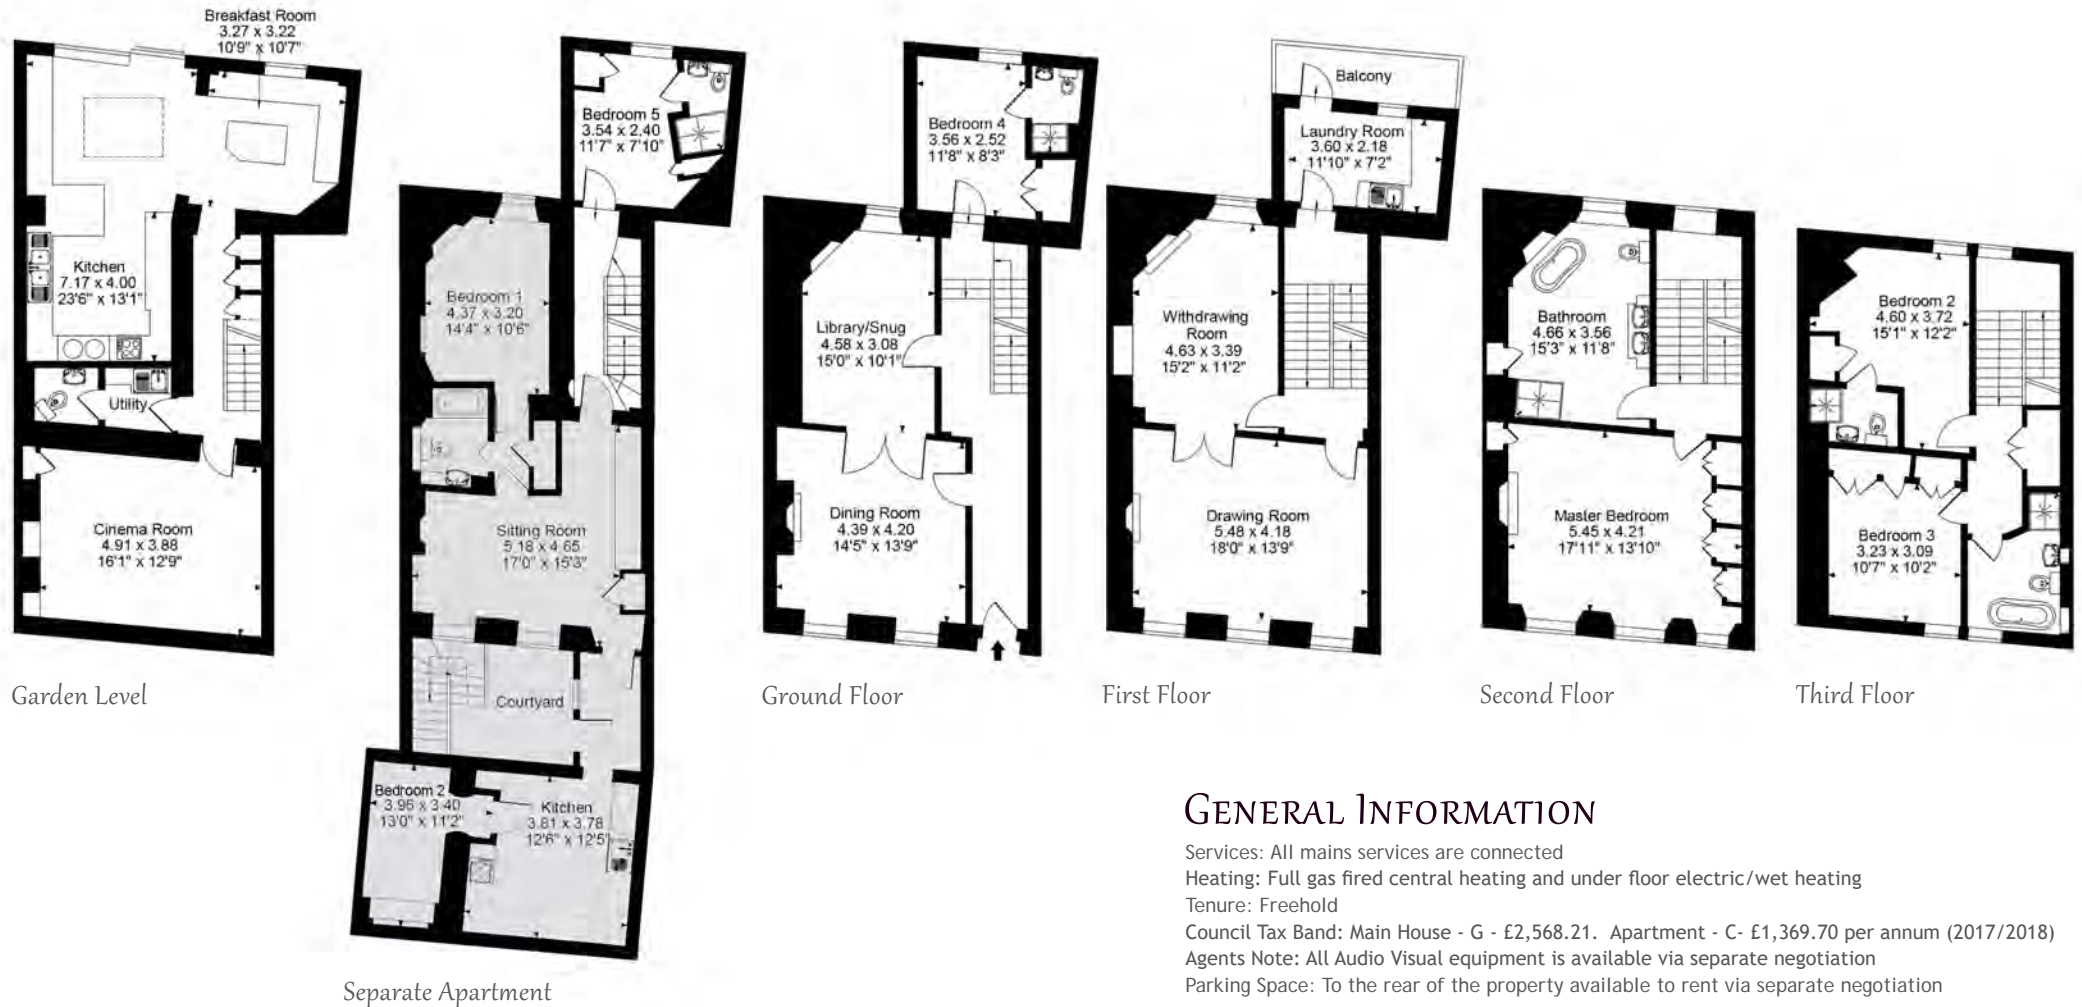 Breakfast Room
3.27 x 3.22
10'9" x 10'7"
Kitchen
7.17 x 4.00
23'6" x 13'1"
Utility
Cinema Room
4.91 x 3.88
16'1" x 12'9"
Garden Level
Bedroom 5
3.54 x 2.40
11'7" x 7'10"
Bedroom 1
4.37 x 3.20
14'4" x 10'6"
Sitting Room
5.18 x 4.65
17'0" x 15'3"
Courtyard
Bedroom 2
3.96 x 3.40
13'0" x 11'2"
Kitchen
3.81 x 3.78
12'6" x 12'5"
Separate Apartment
Bedroom 4
3.56 x 2.52
11'8" x 8'3"
Library/Snug
4.58 x 3.08
15'0" x 10'1"
Dining Room
4.39 x 4.20
14'5" x 13'9"
Ground Floor
Balcony
Laundry Room
3.60 x 2.18
11'10" x 7'2"
Withdrawing
Room
4.63 x 3.39
15'2" x 11'2"
Drawing Room
5.48 x 4.18
18'0" x 13'9"
First Floor
Bathroom
4.66 x 3.56
15'3" x 11'8"
Master Bedroom
5.45 x 4.21
17'11" x 13'10"
Second Floor
Bedroom 2
4.60 x 3.72
15'1" x 12'2"
Bedroom 3
3.23 x 3.09
10'7" x 10'2"
Third Floor
General Information
Services: All mains services are connected
Heating: Full gas fired central heating and under floor electric/wet heating
Tenure: Freehold
Council Tax Band: Main House - G - £2,568.21. Apartment - C- £1,369.70 per annum (2017/2018)
Agents Note: All Audio Visual equipment is available via separate negotiation
Parking Space: To the rear of the property available to rent via separate negotiation